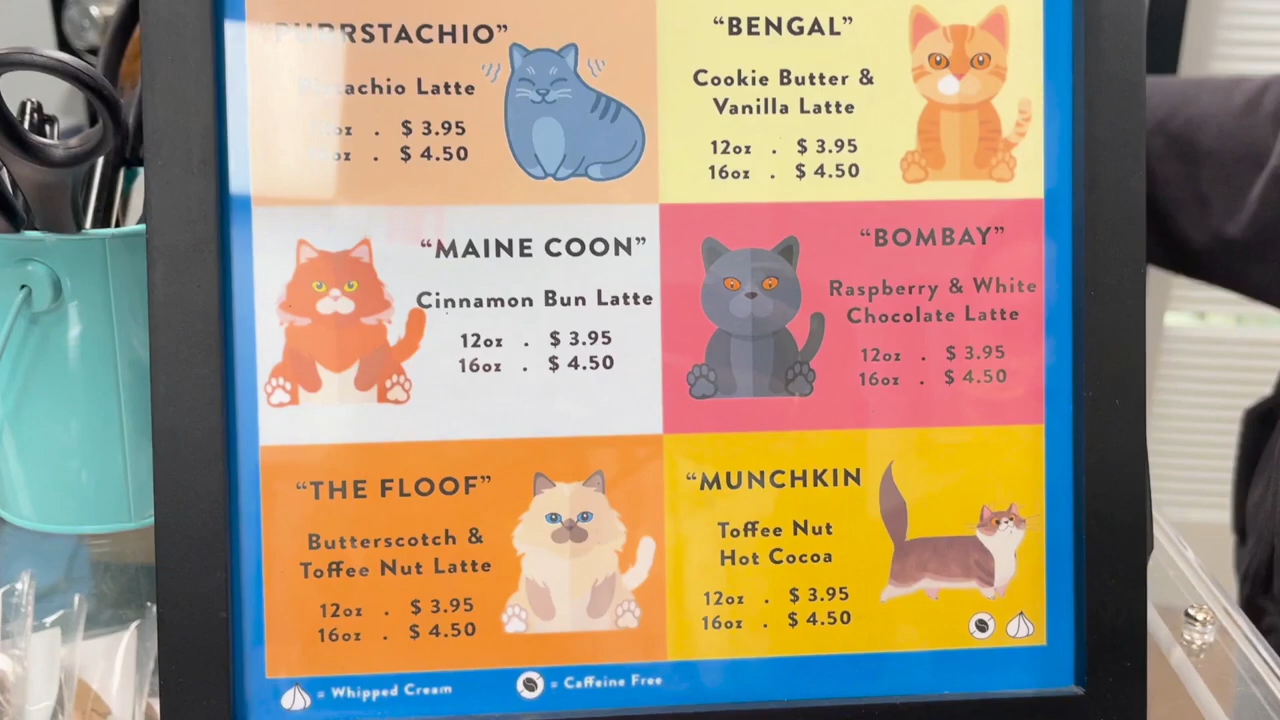 "PURRSTACHIO"
Pistachio Latte
oz . $ 3.95
oz . $ 4.50
"BENGAL"
Cookie Butter &
Vanilla Latte
12oz . $ 3.95
16oz . $ 4.50
"MAINE COON"
Cinnamon Bun Latte
12oz . $ 3.95
16oz . $ 4.50
"BOMBAY"
Raspberry & White
Chocolate Latte
12oz . $ 3.95
16oz . $ 4.50
"THE FLOOF"
Butterscotch &
Toffee Nut Latte
12oz . $ 3.95
16oz . $ 4.50
"MUNCHKIN
Toffee Nut
Hot Cocoa
12oz . $ 3.95
16oz . $ 4.50
= Whipped Cream
= Caffeine Free